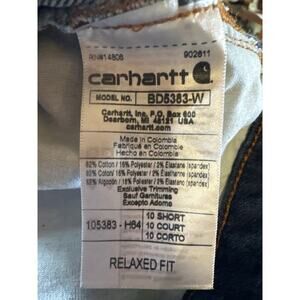 RN#14806 902811
carhartt
MODEL NO. BD5383-W
Carhartt, Inc. P.O. Box 600
Dearborn, MI 48121 USA
carhartt.com
Made in Colombia
Fabriqué en Colombie
Hecho en Colombia
82% Cotton / 16% Polyester / 2% Elastane (spandex)
82% Coton / 16% Polyester / 2% Élasthanne (spandex)
82% Algodón / 16% Poliéster / 2% Elastano (spandex)
Exclusive Trimming
Sauf Garnitures
Excepto Adorno
105383 - H64
10 SHORT
10 COURT
10 CORTO
RELAXED FIT